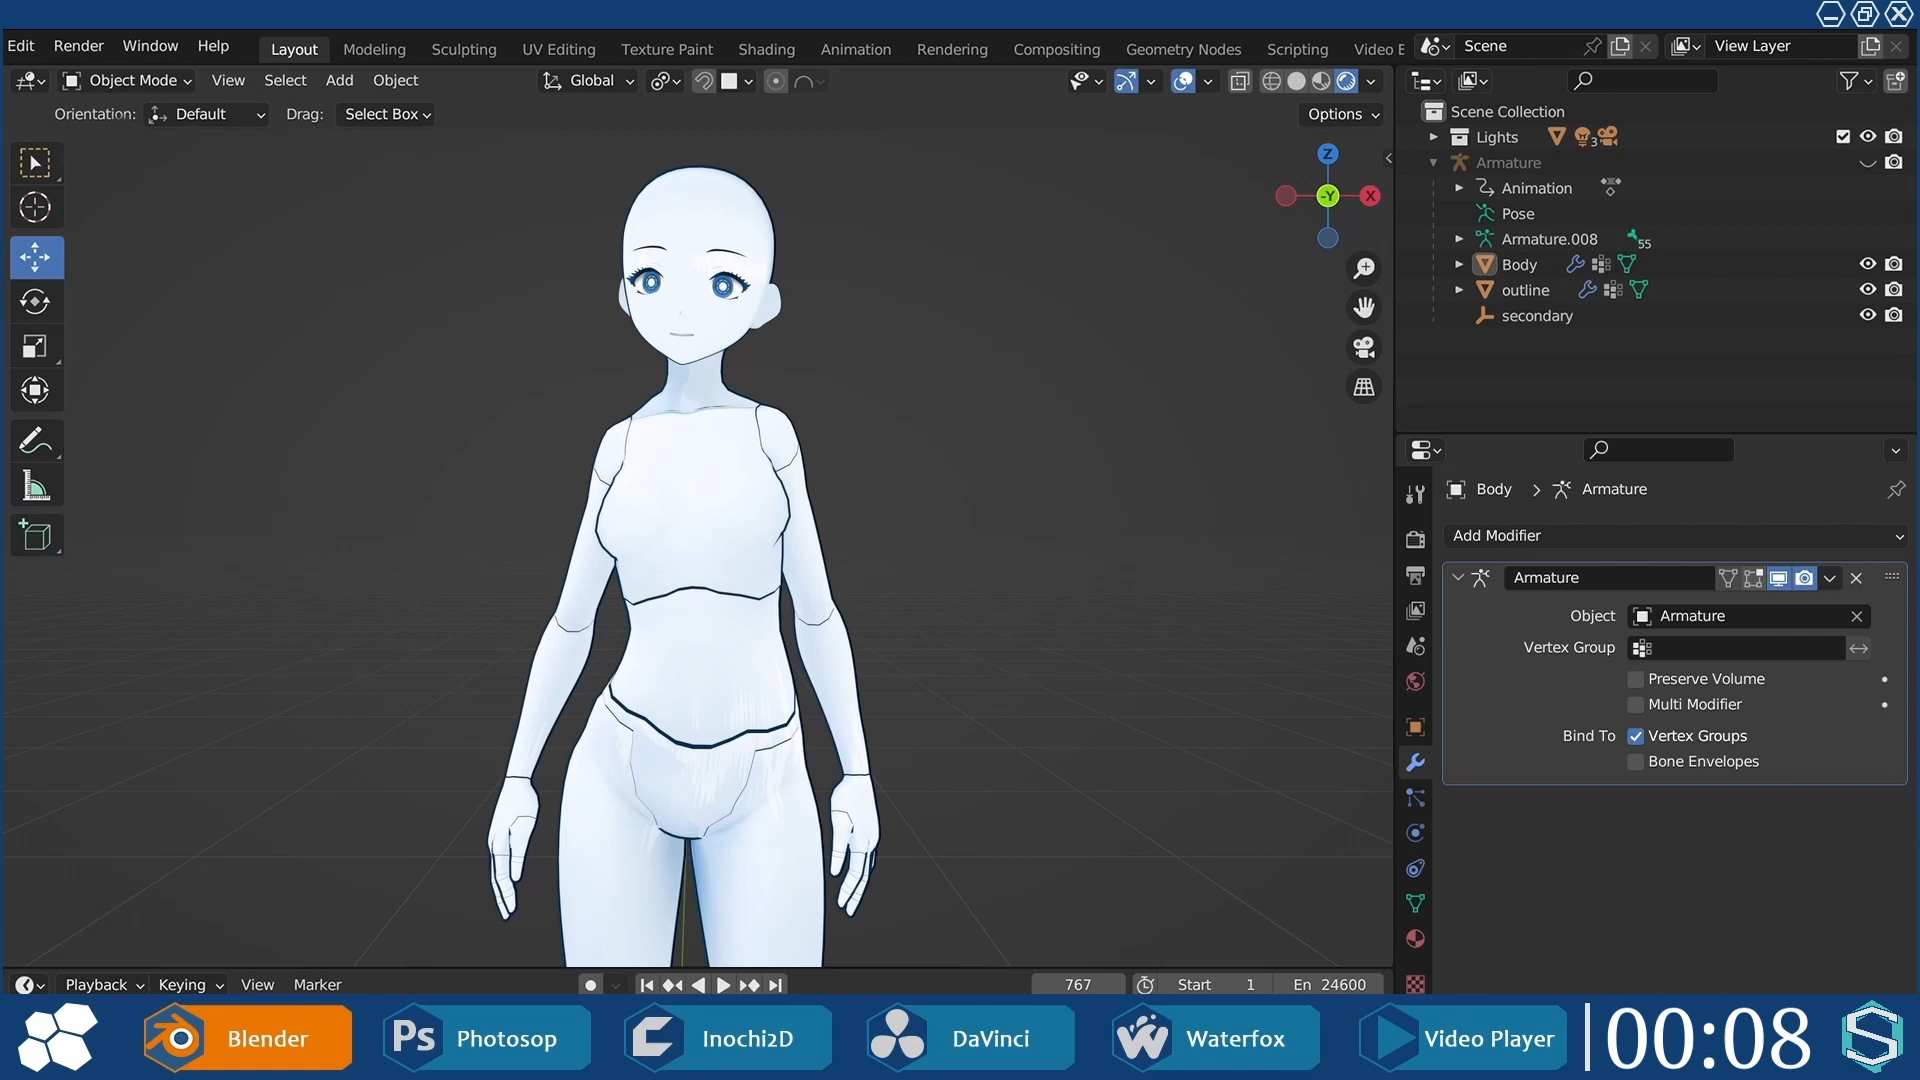 Edit Render Window Help Layout Modeling Sculpting UV Editing Texture Paint Shading Animation Rendering Compositing Geometry Nodes Scripting Video E Scene View Layer
Object Mode View Select Add Object Global
Orientation: Default Drag: Select Box Options
Scene Collection
Lights 3
Armature
Animation
Pose
Armature.008 55
Body
outline
secondary
Z
-Y X
Body > Armature
Add Modifier
Armature
Object Armature
Vertex Group
Preserve Volume
Multi Modifier
Bind To Vertex Groups
Bone Envelopes
Playback Keying View Marker 767 Start 1 En 24600
Blender Ps Photosop Inochi2D DaVinci Waterfox Video Player 00:08 S